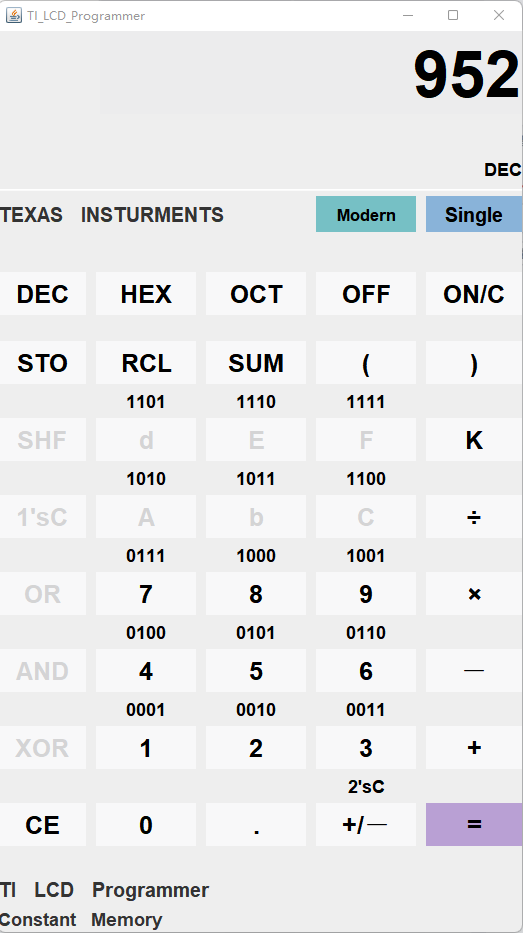 TI_LCD_Programmer
952
DEC
TEXAS INSTURMENTS Modern Single
DEC HEX OCT OFF ON/C
STO RCL SUM ( )
1101 1110 1111
SHF d E F K
1010 1011 1100
1'sC A b C ÷
0111 1000 1001
OR 7 8 9 ×
0100 0101 0110
AND 4 5 6 —
0001 0010 0011
XOR 1 2 3 +
2'sC
CE 0 . +/— =
TI LCD Programmer
Constant Memory